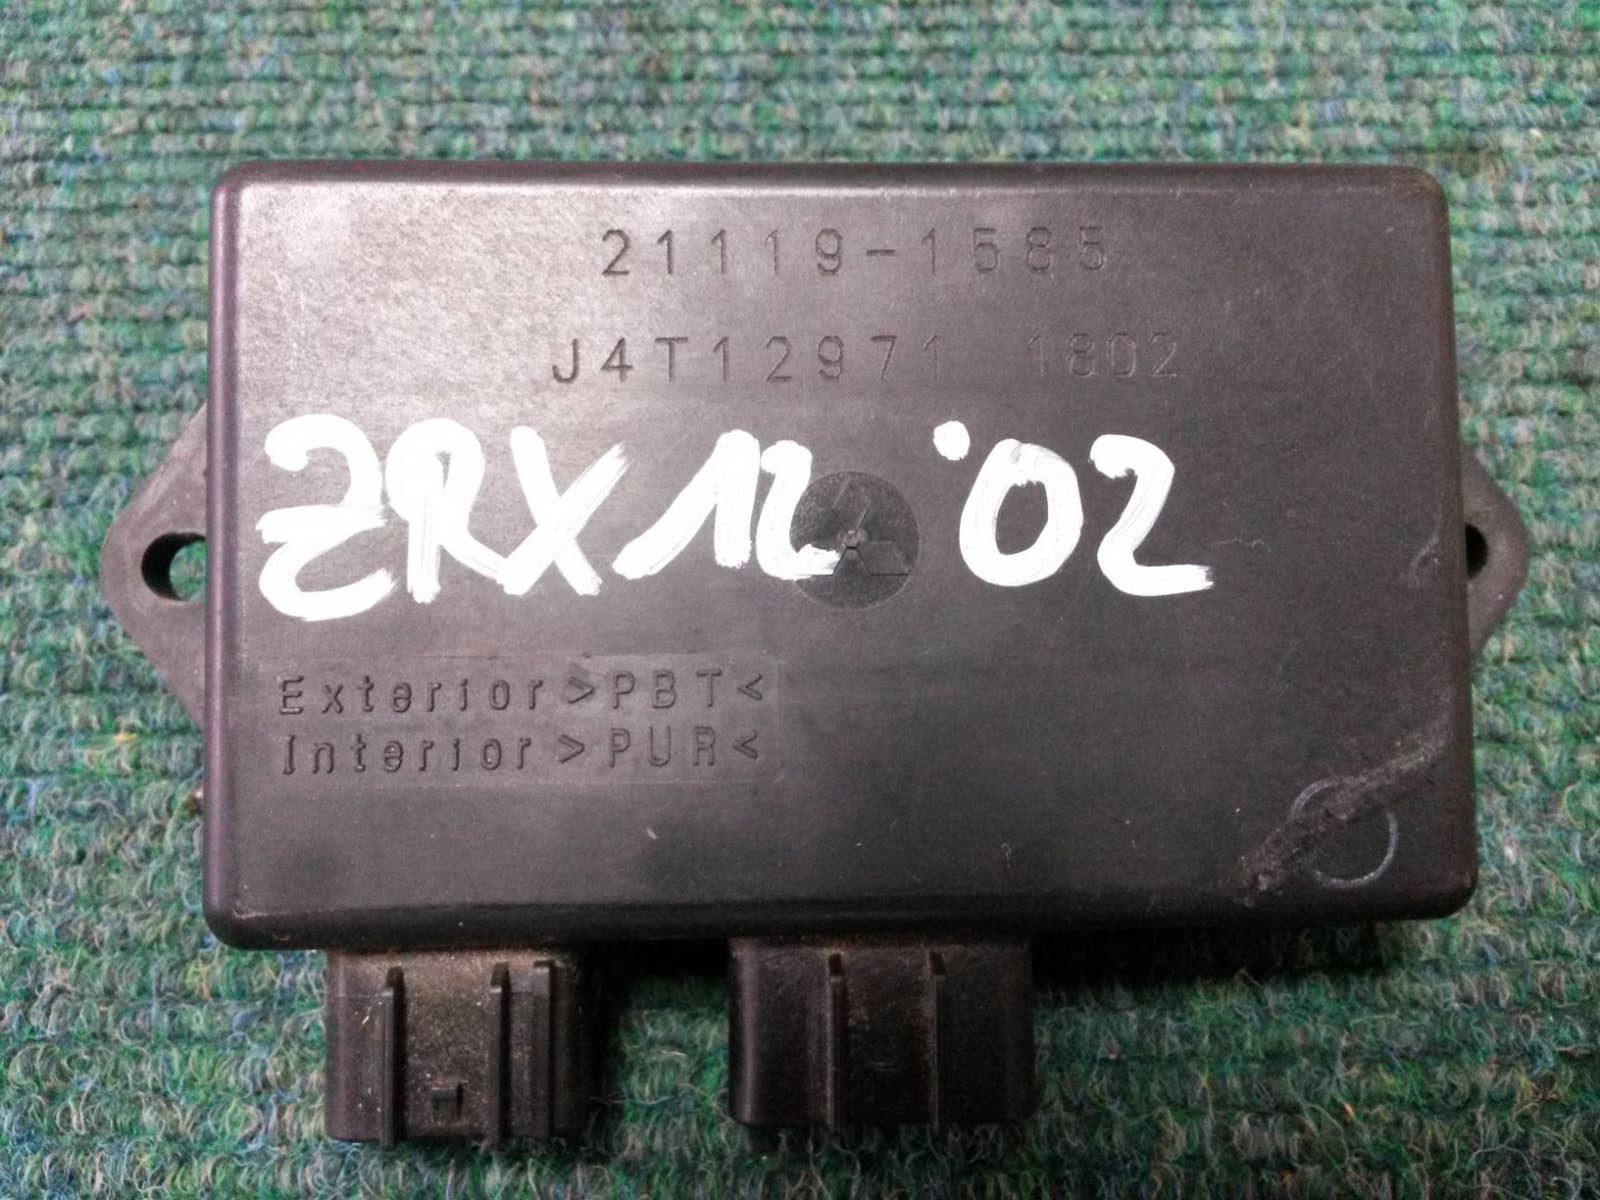 21119-1585
J4T12971 1802
ZRX12 '02
Exterior >PBT<
Interior >PUR<